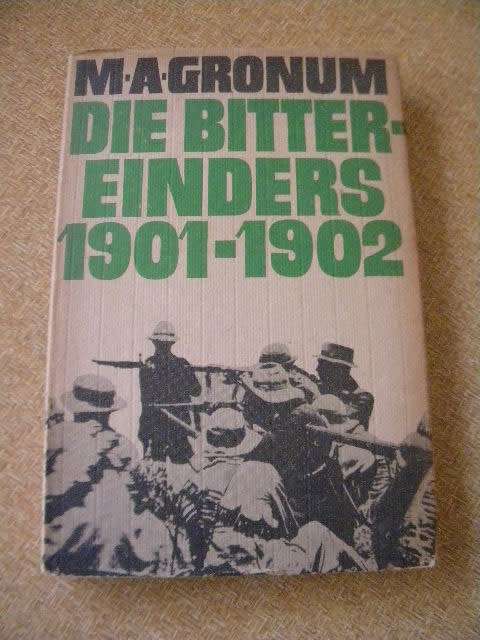 M·A·GRONUM
DIE BITTER-
EINDERS
1901-1902